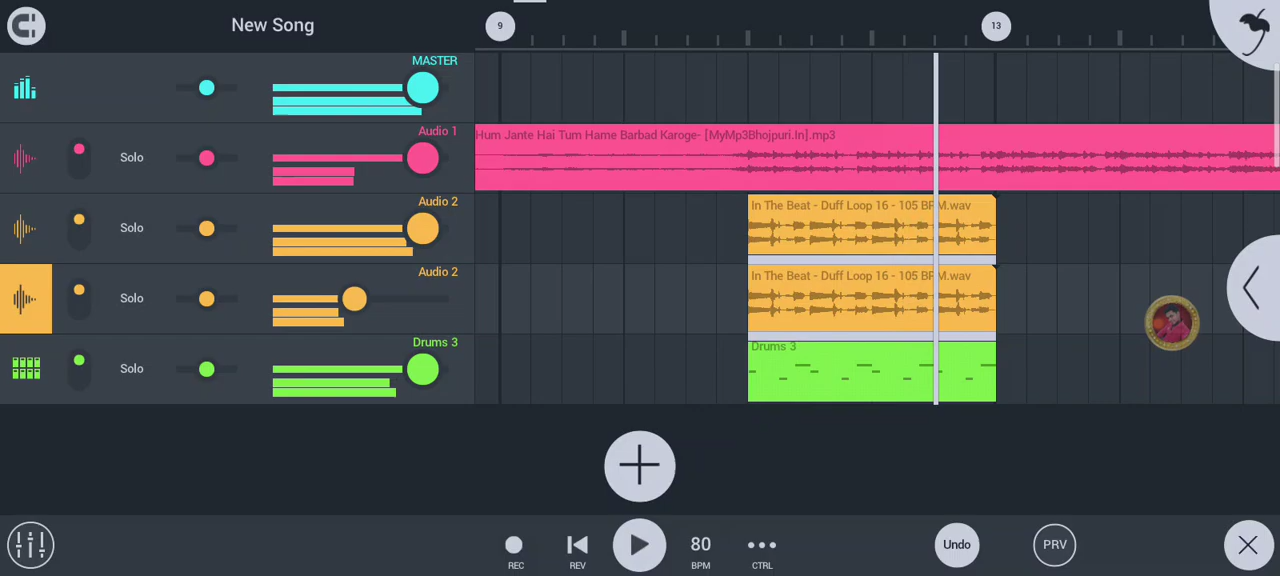 New Song
9
13
MASTER
Audio 1
Solo
Hum Jante Hai Tum Hame Barbad Karoge- [MyMp3Bhojpuri.In].mp3
Audio 2
Solo
In The Beat - Duff Loop 16 - 105 BPM.wav
Audio 2
Solo
In The Beat - Duff Loop 16 - 105 BPM.wav
Drums 3
Solo
Drums 3
REC
REV
80
BPM
CTRL
Undo
PRV